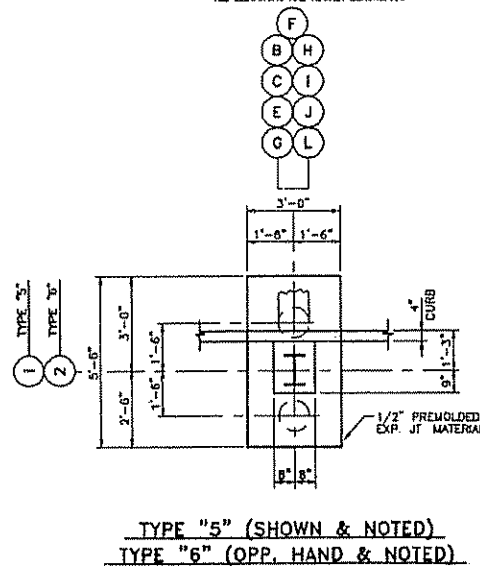 F
B H
C I
E J
G L
3'-0"
1'-6" 1'-6"
TYPE "5"
TYPE "6"
1
2
5'-6"
3'-0"
2'-6"
1'-6"
1'-6"
4"
CURB
1'-3"
9"
1/2" PREMOLDED
EXP. JT MATERIAL
8" 8"
TYPE "5" (SHOWN & NOTED)
TYPE "6" (OPP. HAND & NOTED)